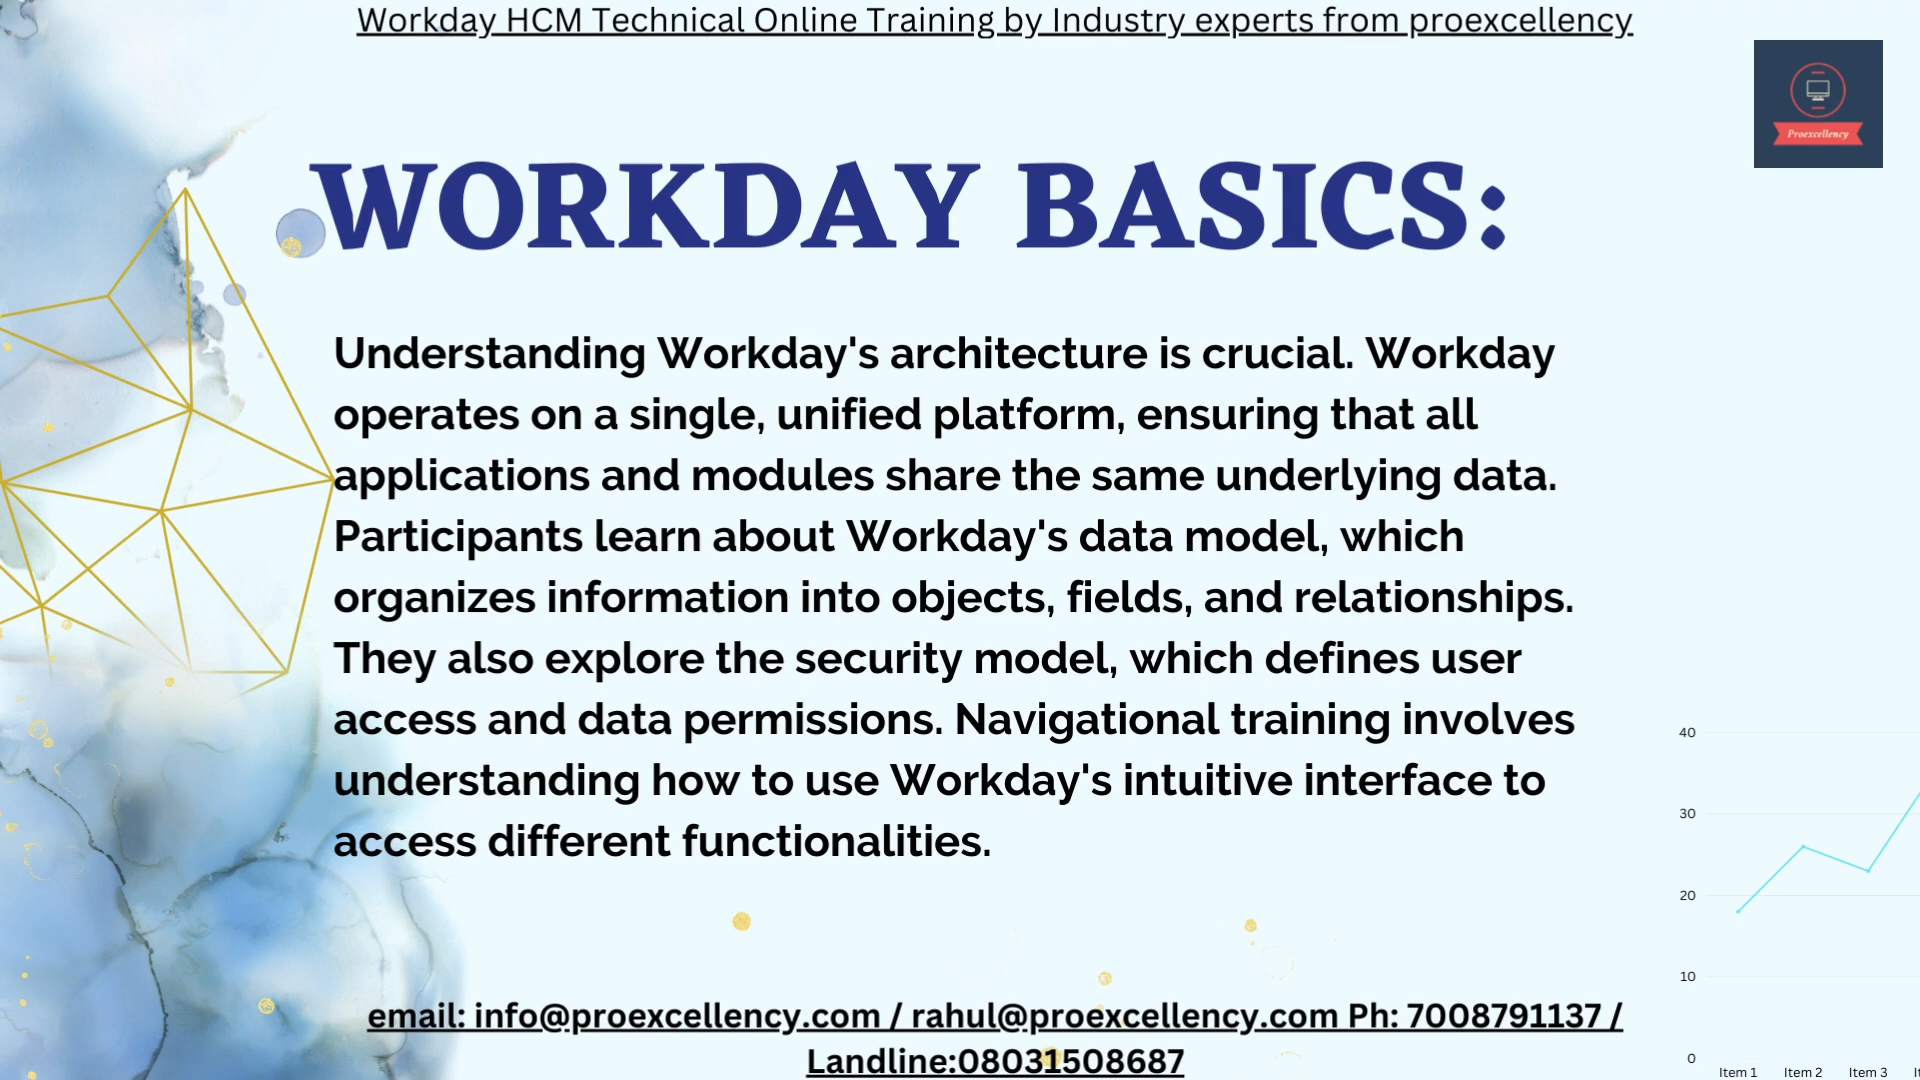 Workday HCM Technical Online Training by Industry experts from proexcellency
Proexcellency
WORKDAY BASICS:
Understanding Workday's architecture is crucial. Workday
operates on a single, unified platform, ensuring that all
applications and modules share the same underlying data.
Participants learn about Workday's data model, which
organizes information into objects, fields, and relationships.
They also explore the security model, which defines user
access and data permissions. Navigational training involves
understanding how to use Workday's intuitive interface to
access different functionalities.
40
30
20
10
0
Item 1 Item 2 Item 3
email: info@proexcellency.com / rahul@proexcellency.com Ph: 7008791137 /
Landline:08031508687